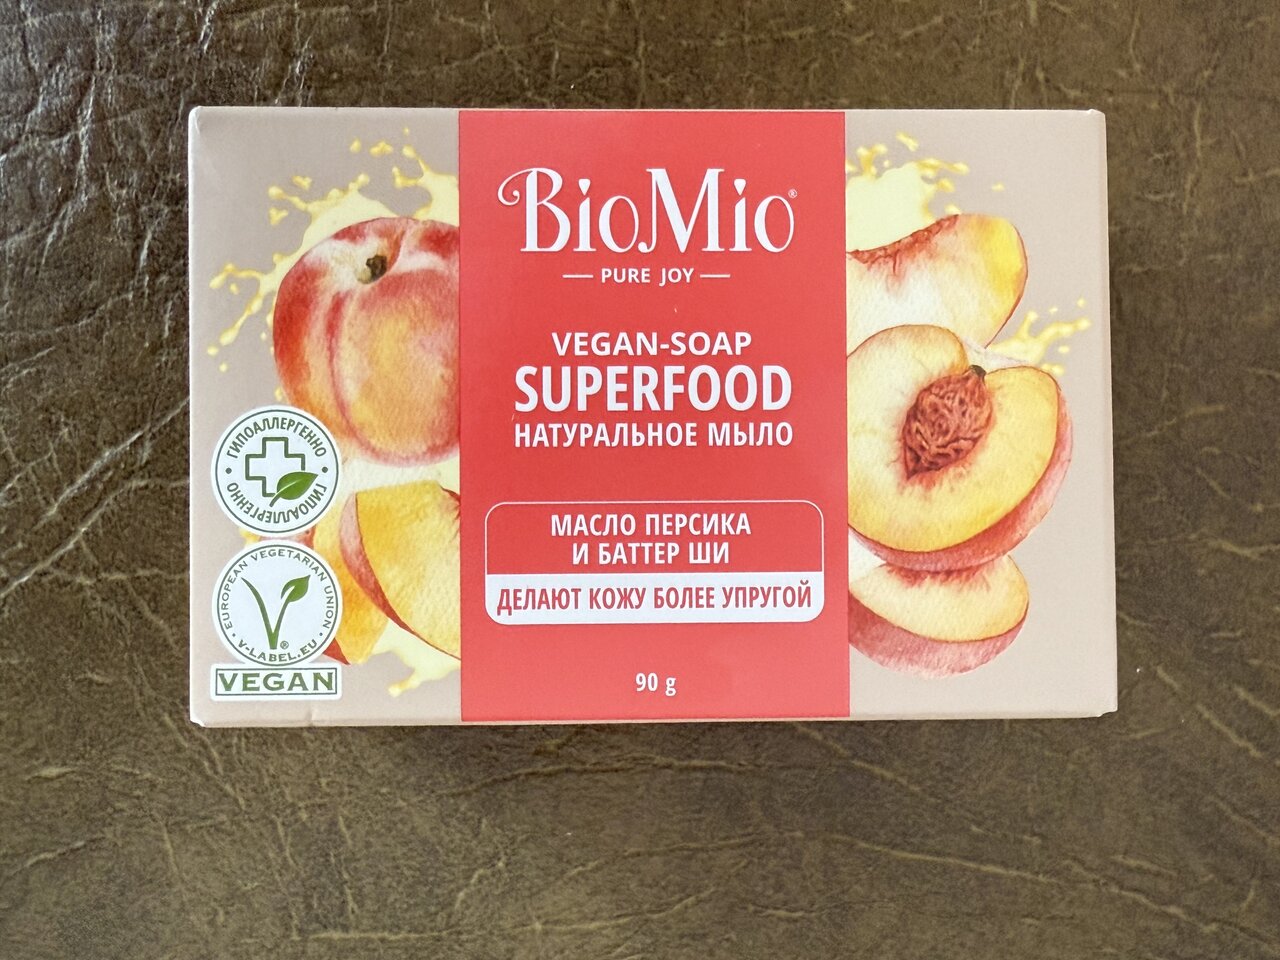 BioMio®
PURE JOY
VEGAN-SOAP
SUPERFOOD
НАТУРАЛЬНОЕ МЫЛО
МАСЛО ПЕРСИКА
И БАТТЕР ШИ
ДЕЛАЮТ КОЖУ БОЛЕЕ УПРУГОЙ
90 g
ГИПОАЛЛЕРГЕННО • ГИПОАЛЛЕРГЕННО •
EUROPEAN VEGETARIAN UNION
• V-LABEL.EU •
®
VEGAN